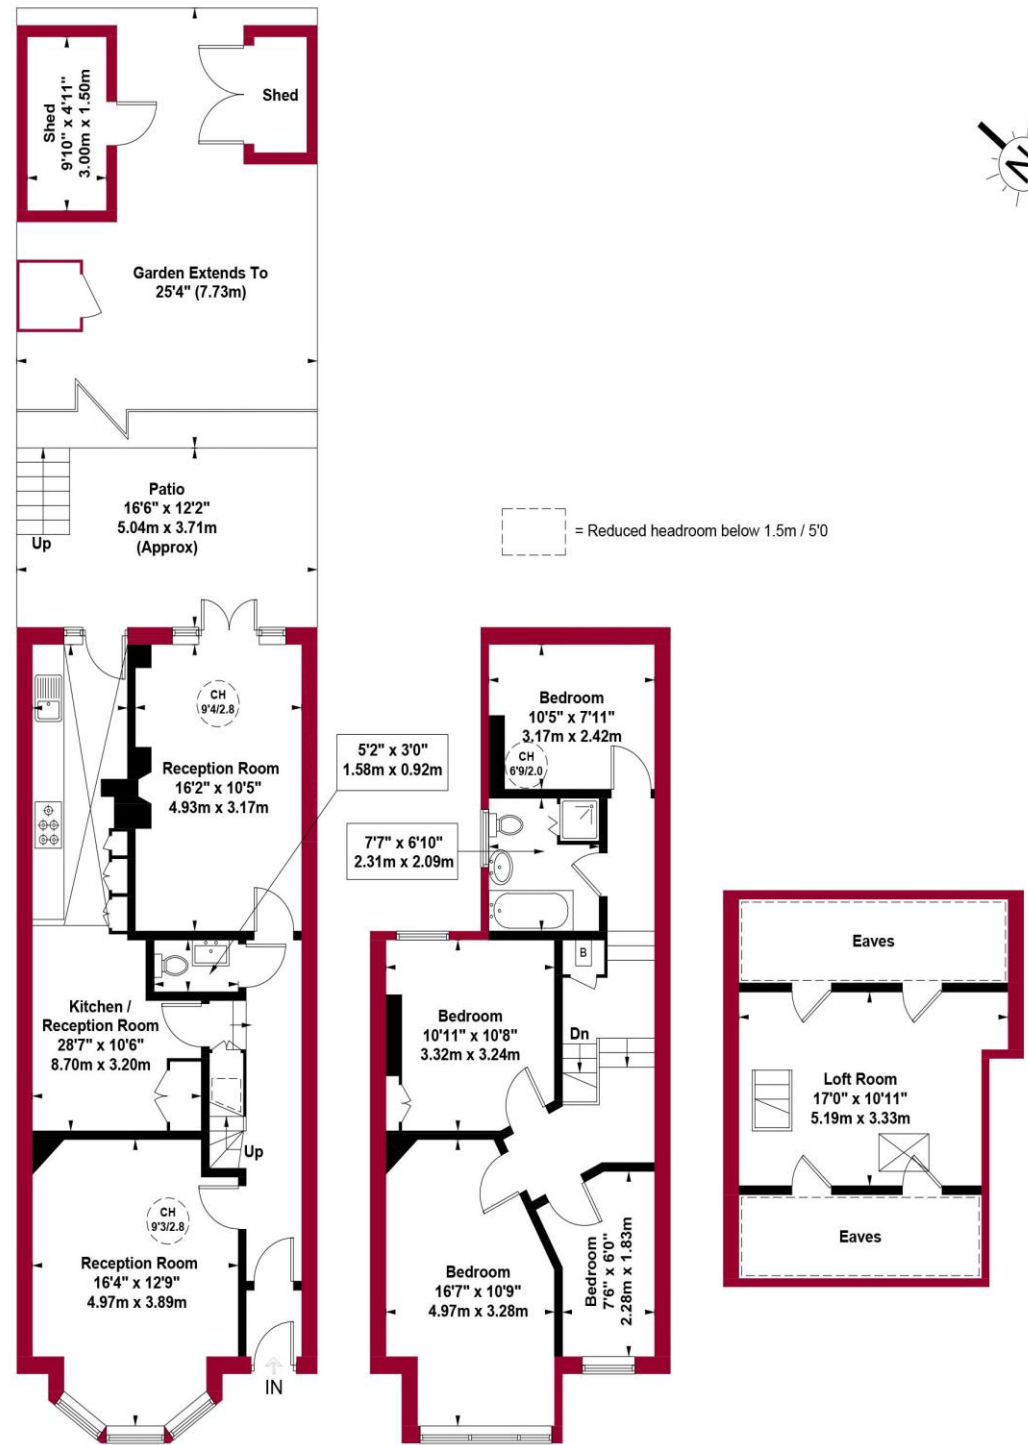 Shed
9'10" x 4'11"
3.00m x 1.50m
Shed
N
Garden Extends To
25'4" (7.73m)
Patio
16'6" x 12'2"
5.04m x 3.71m
(Approx)
Up
= Reduced headroom below 1.5m / 5'0
CH
9'4/2.8
Reception Room
16'2" x 10'5"
4.93m x 3.17m
5'2" x 3'0"
1.58m x 0.92m
7'7" x 6'10"
2.31m x 2.09m
Bedroom
10'5" x 7'11"
3.17m x 2.42m
CH
6'9/2.0
Kitchen /
Reception Room
28'7" x 10'6"
8.70m x 3.20m
Up
CH
9'3/2.8
Reception Room
16'4" x 12'9"
4.97m x 3.89m
IN
B
Dn
Bedroom
10'11" x 10'8"
3.32m x 3.24m
Bedroom
16'7" x 10'9"
4.97m x 3.28m
Bedroom
7'6" x 6'0"
2.28m x 1.83m
Eaves
Loft Room
17'0" x 10'11"
5.19m x 3.33m
Eaves